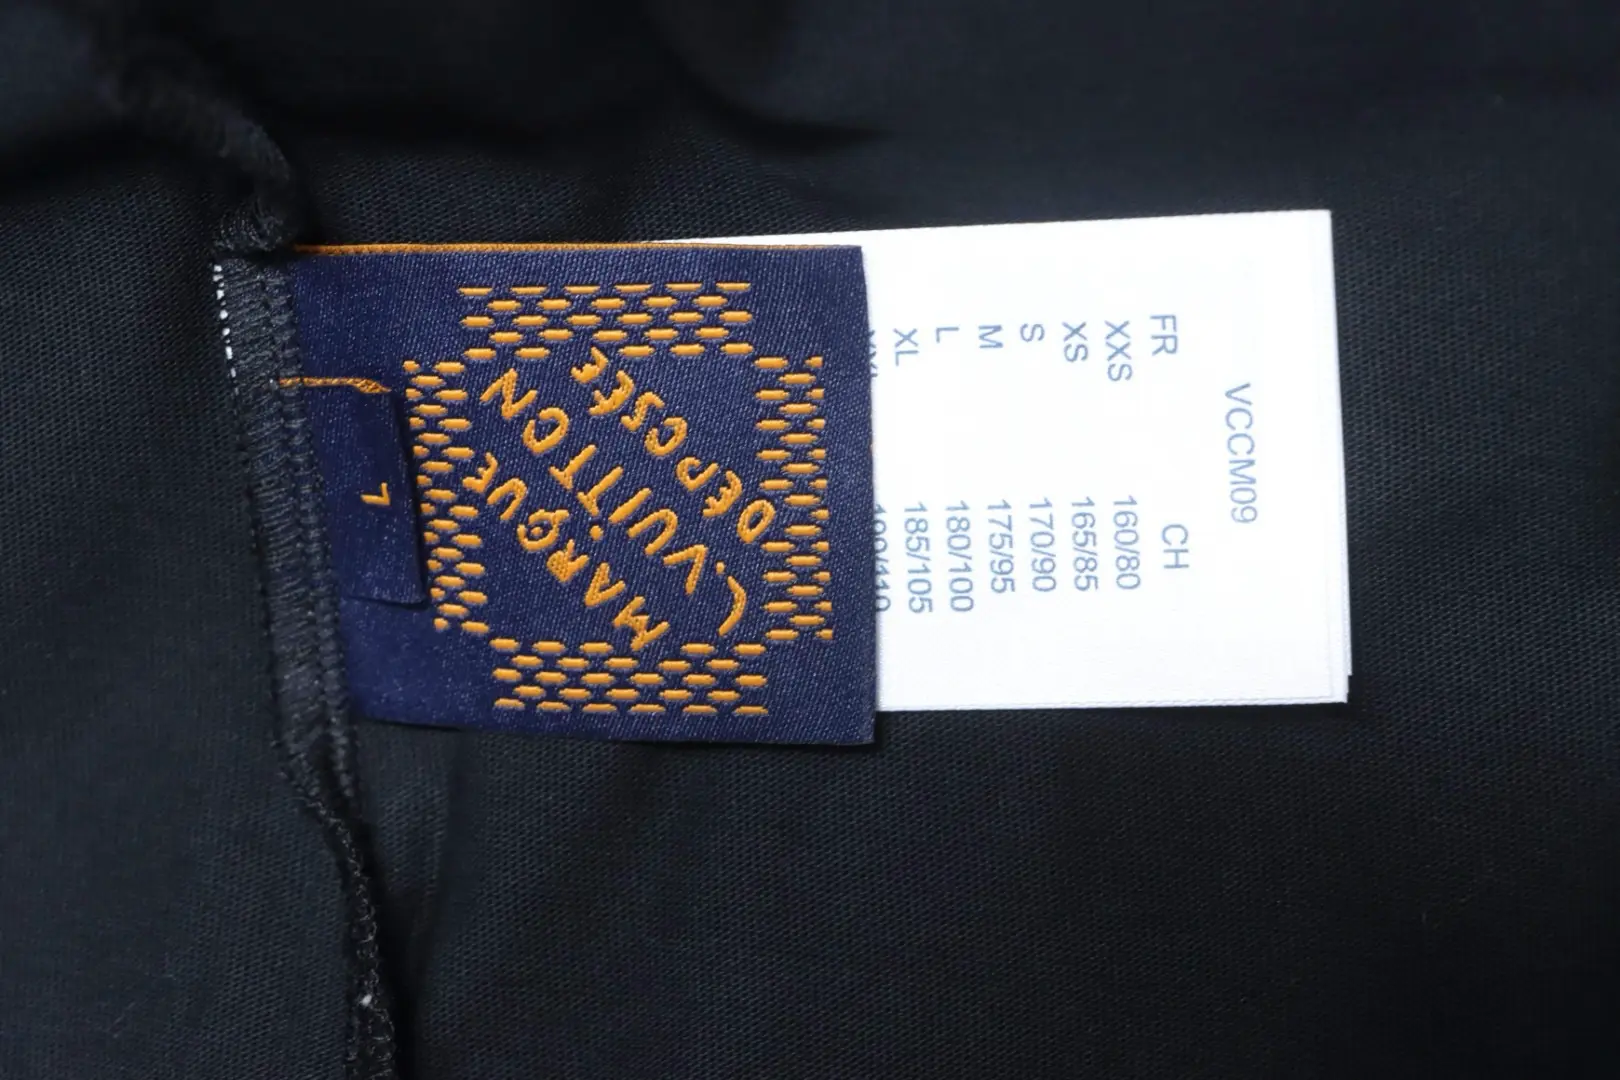 L
MARQUE
L.VUITTON
DÉPOSÉE
VCCM09
FR CH
XXS 160/80
XS 165/85
S 170/90
M 175/95
L 180/100
XL 185/105